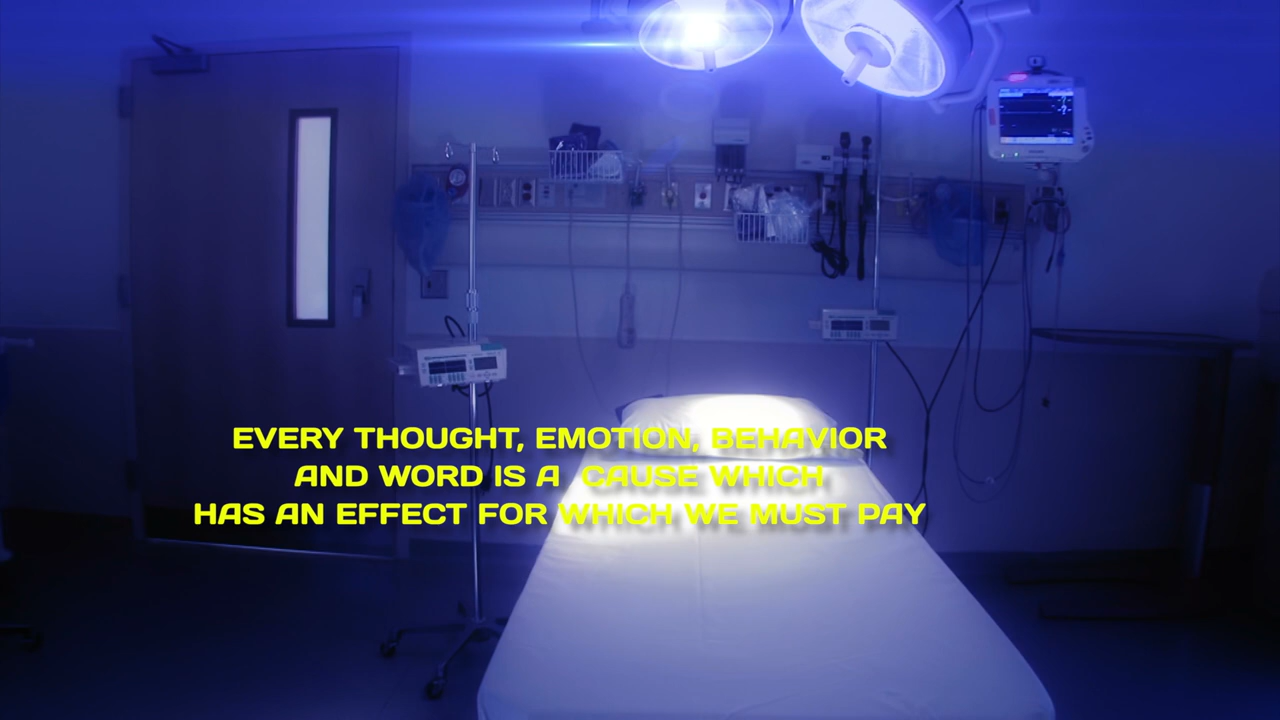 EVERY THOUGHT, EMOTION, BEHAVIOR
AND WORD IS A CAUSE WHICH
HAS AN EFFECT FOR WHICH WE MUST PAY